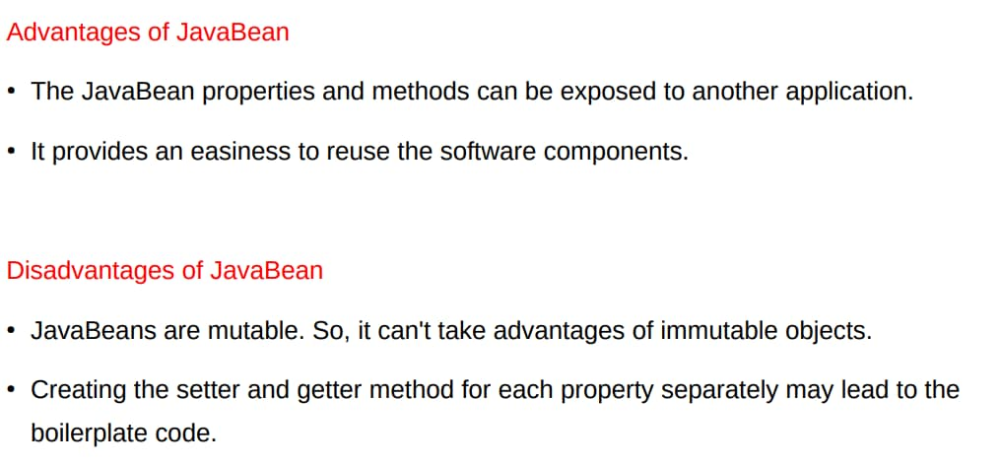 Advantages of JavaBean
• The JavaBean properties and methods can be exposed to another application.
• It provides an easiness to reuse the software components.
Disadvantages of JavaBean
• JavaBeans are mutable. So, it can't take advantages of immutable objects.
• Creating the setter and getter method for each property separately may lead to the
boilerplate code.